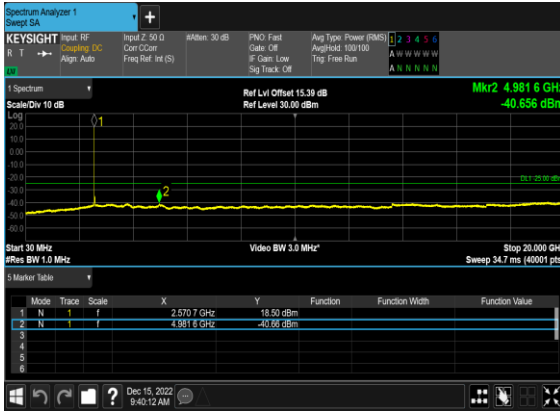 Spectrum Analyzer 1
Swept SA
+
KEYSIGHT Input: RF Input Z: 50 Ω #Atten: 30 dB PNO: Fast Avg Type: Power (RMS) 1 2 3 4 5 6
R T Coupling: DC Corr CCorr Gate: Off Avg|Hold: 100/100 A W W W W W
Align: Auto Freq Ref: Int (S) IF Gain: Low Trig: Free Run
Sig Track: Off A N N N N N
1 Spectrum Ref Lvl Offset 15.39 dB Mkr2 4.981 6 GHz
Scale/Div 10 dB Ref Level 30.00 dBm -40.656 dBm
Log
20.0
10.0
0.00
-10.0
-20.0
-30.0
-40.0
-50.0
-60.0
1
2
DL1 -25.00 dBm
Start 30 MHz Video BW 3.0 MHz* Stop 20.000 GHz
#Res BW 1.0 MHz Sweep 34.7 ms (40001 pts)
5 Marker Table
Mode Trace Scale X Y Function Function Width Function Value
1 N 1 f 2.570 7 GHz 18.50 dBm
2 N 1 f 4.981 6 GHz -40.66 dBm
3
4
5
6
? Dec 15, 2022
9:40:12 AM